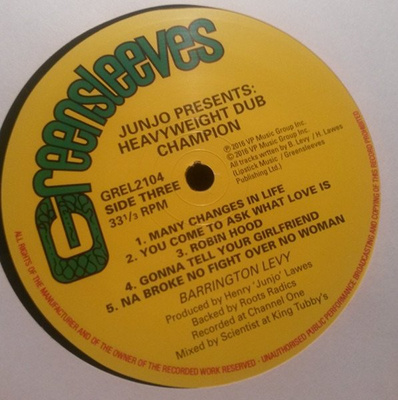 Greensleeves
JUNJO PRESENTS:
HEAVYWEIGHT DUB
CHAMPION
℗ 2016 VP Music Group Inc.
© 2016 VP Music Group Inc.
All tracks written by B. Levy / H. Lawes
(Lipstick Music / Greensleeves
Publishing Ltd.)
GREL2104
SIDE THREE
33 1/3 RPM
1. MANY CHANGES IN LIFE
2. YOU COME TO ASK WHAT LOVE IS
3. ROBIN HOOD
4. GONNA TELL YOUR GIRLFRIEND
5. NA BROKE NO FIGHT OVER NO WOMAN
BARRINGTON LEVY
Produced by Henry 'Junjo' Lawes
Backed by Roots Radics
Recorded at Channel One
Mixed by Scientist at King Tubby's
ALL RIGHTS OF THE MANUFACTURER AND OF THE OWNER OF THE RECORDED WORK RESERVED - UNAUTHORISED PUBLIC PERFORMANCE, BROADCASTING AND COPYING OF THIS RECORD PROHIBITED